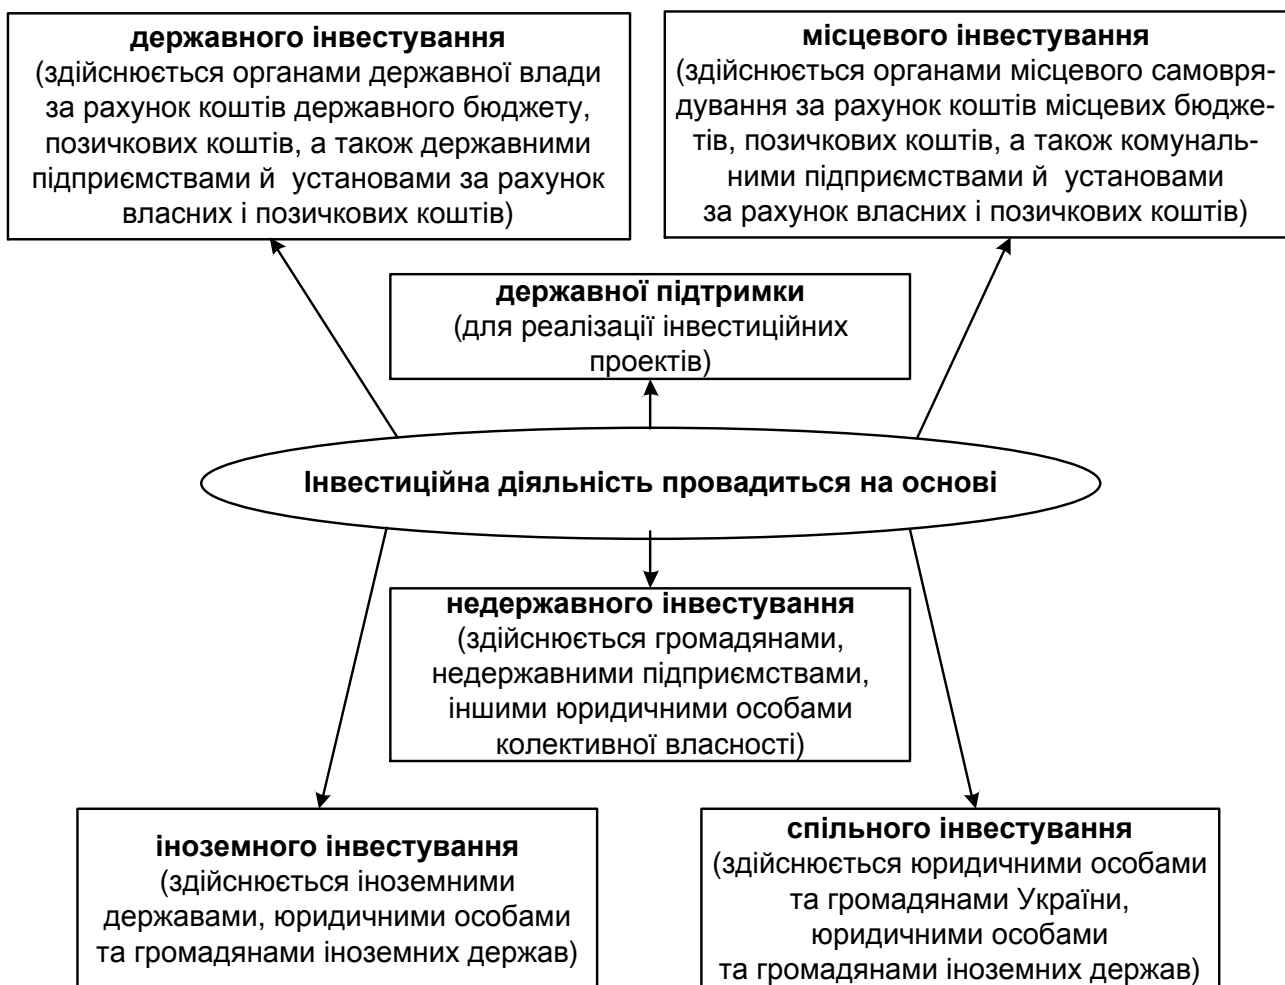 державного інвестування
(здійснюється органами державної влади
за рахунок коштів державного бюджету,
позичкових коштів, а також державними
підприємствами й установами за рахунок
власних і позичкових коштів)
місцевого інвестування
(здійснюється органами місцевого самовря-
дування за рахунок коштів місцевих бюдже-
тів, позичкових коштів, а також комуналь-
ними підприємствами й установами
за рахунок власних і позичкових коштів)
державної підтримки
(для реалізації інвестиційних
проектів)
Інвестиційна діяльність провадиться на основі
недержавного інвестування
(здійснюється громадянами,
недержавними підприємствами,
іншими юридичними особами
колективної власності)
іноземного інвестування
(здійснюється іноземними
державами, юридичними особами
та громадянами іноземних держав)
спільного інвестування
(здійснюється юридичними особами
та громадянами України,
юридичними особами
та громадянами іноземних держав)